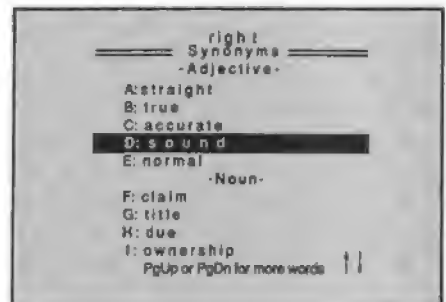 right
Synonyms
-Adjective-
A:straight
B: true
C: accurate
D: sound
E: normal
-Noun-
F: claim
G: title
H: due
I: ownership
PgUp or PgDn for more words ↑↓